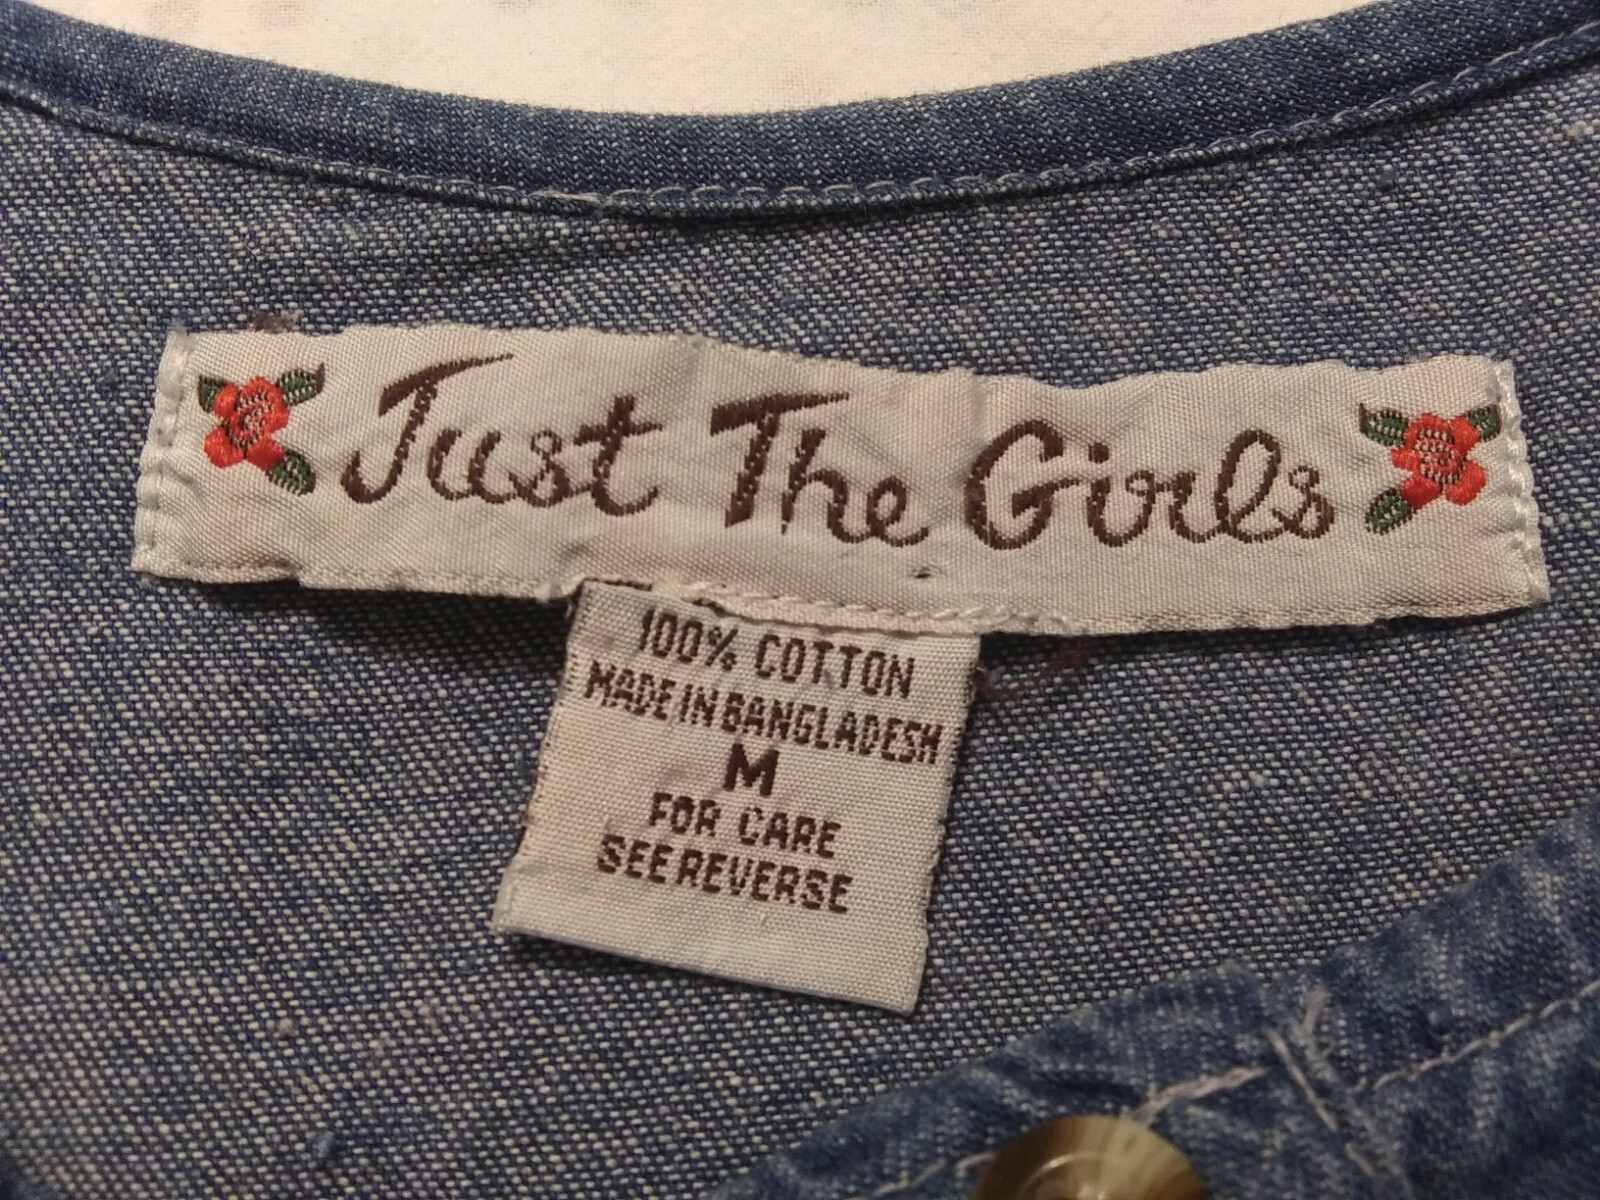 Just The Girls
100% COTTON
MADE IN BANGLADESH
M
FOR CARE
SEE REVERSE